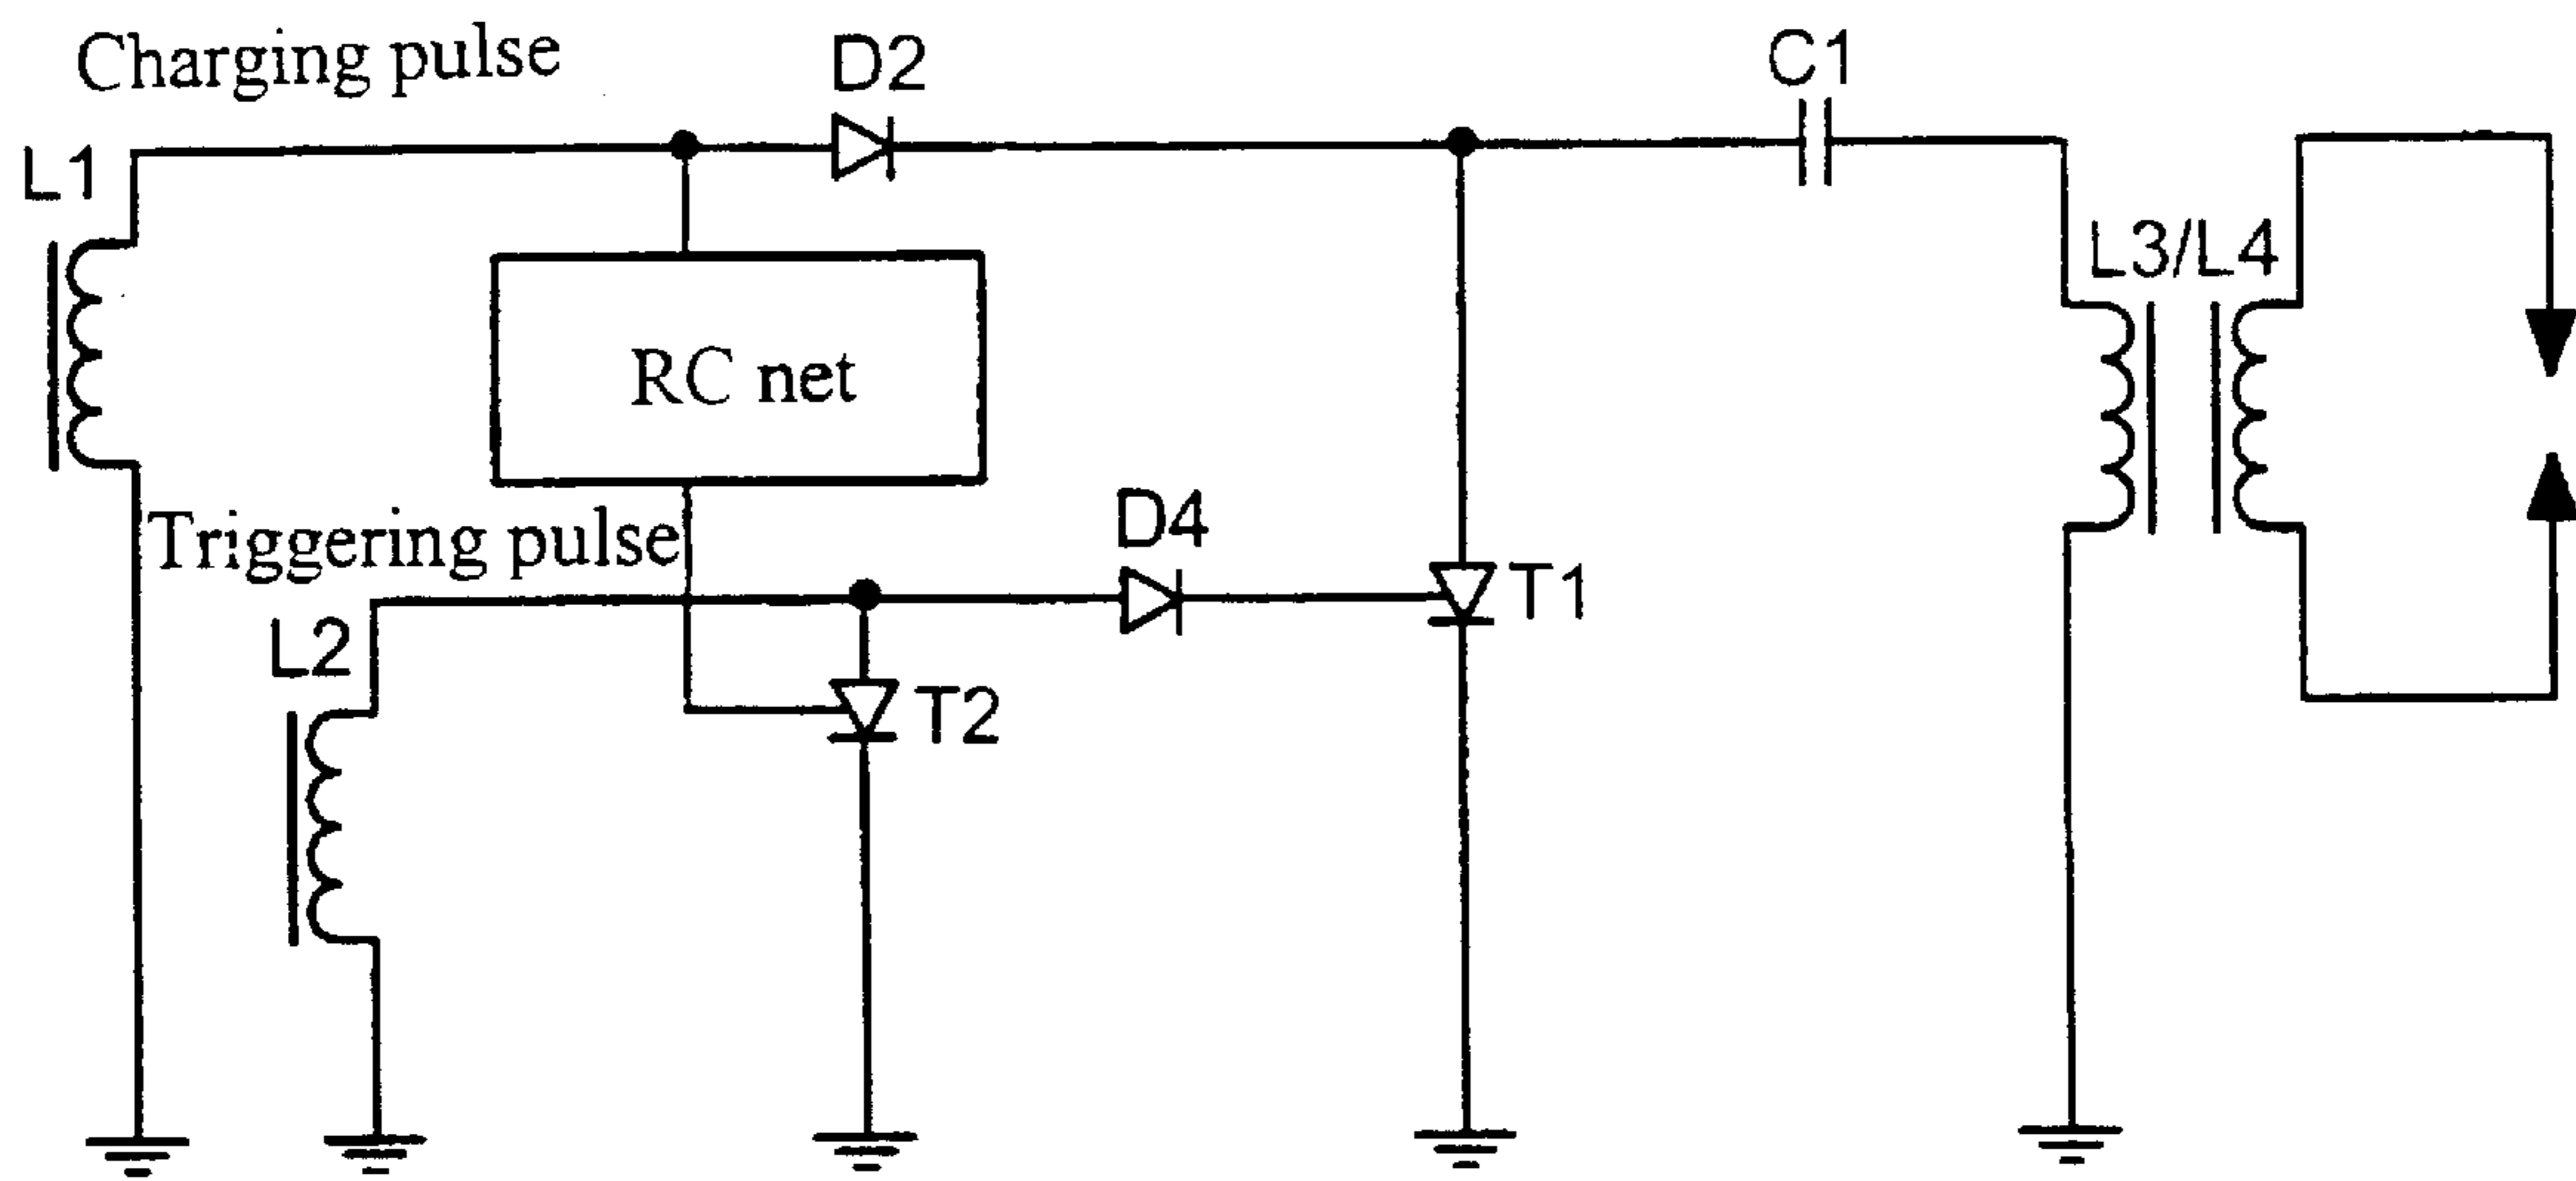 Charging pulse
D2
C1
L1
L3/L4
RC net
D4
Triggering pulse
T1
L2
T2